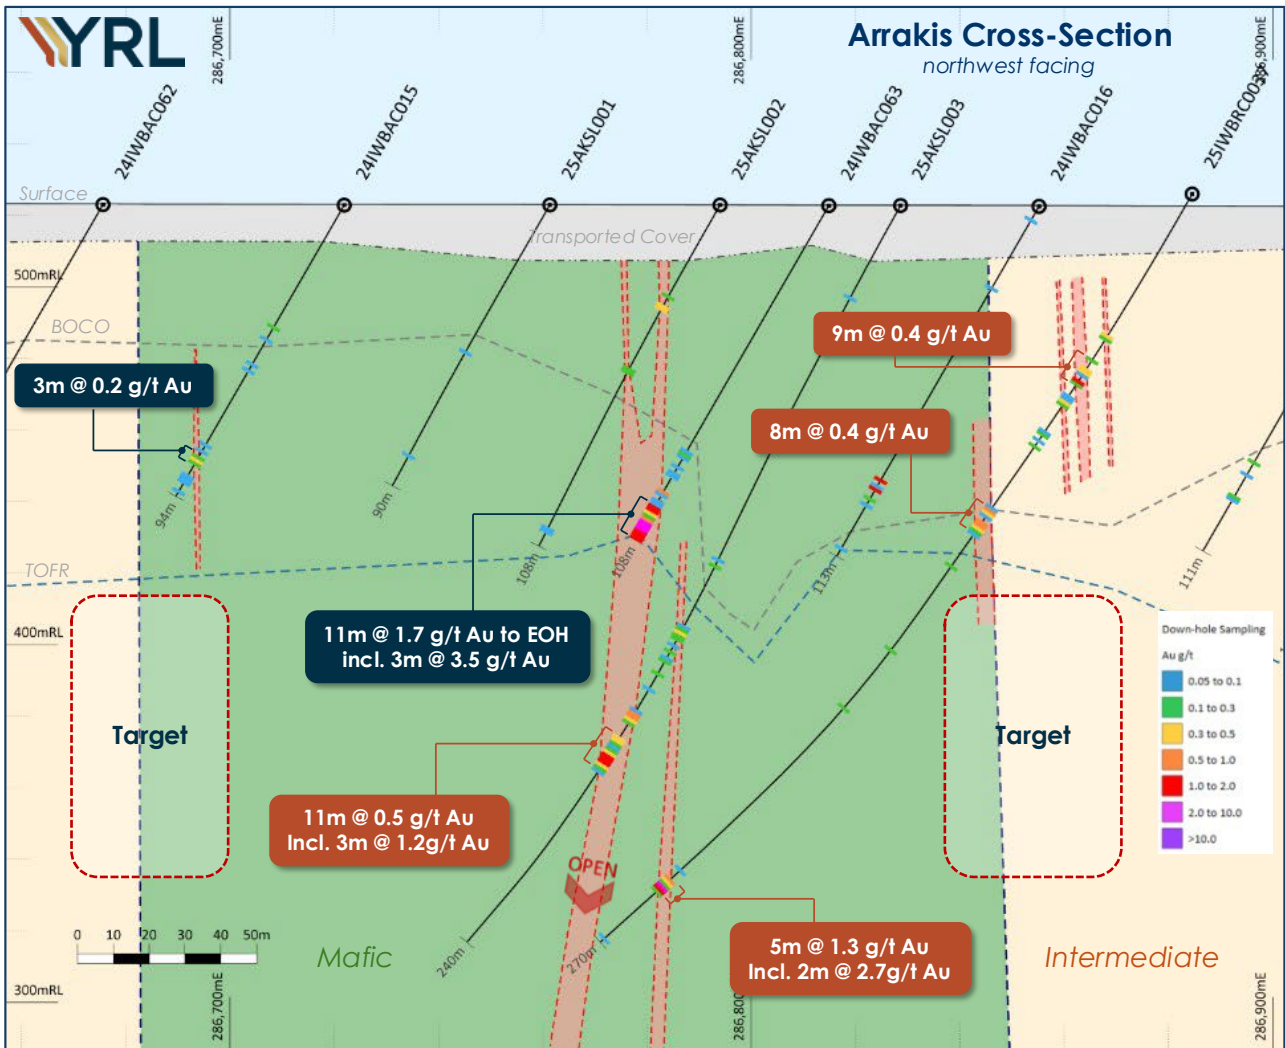 YRL
Arrakis Cross-Section
northwest facing
286,700mE
286,800mE
286,900mE
24IWBAC062
24IWBAC015
25AKSL001
25AKSL002
24IWBAC063
25AKSL003
24IWBAC016
Surface
Transported Cover
500mRL
BOCO
9m @ 0.4 g/t Au
3m @ 0.2 g/t Au
8m @ 0.4 g/t Au
94m
90m
108m
108m
113m
111m
TOFR
11m @ 1.7 g/t Au to EOH
incl. 3m @ 3.5 g/t Au
400mRL
Down-hole Sampling
Au g/t
0.05 to 0.1
0.1 to 0.3
0.3 to 0.5
0.5 to 1.0
1.0 to 2.0
2.0 to 10.0
>10.0
Target
Target
11m @ 0.5 g/t Au
Incl. 3m @ 1.2g/t Au
OPEN
0 10 20 30 40 50m
Mafic
240m
270m
5m @ 1.3 g/t Au
Incl. 2m @ 2.7g/t Au
Intermediate
300mRL
286,700mE
286,800mE
286,900mE